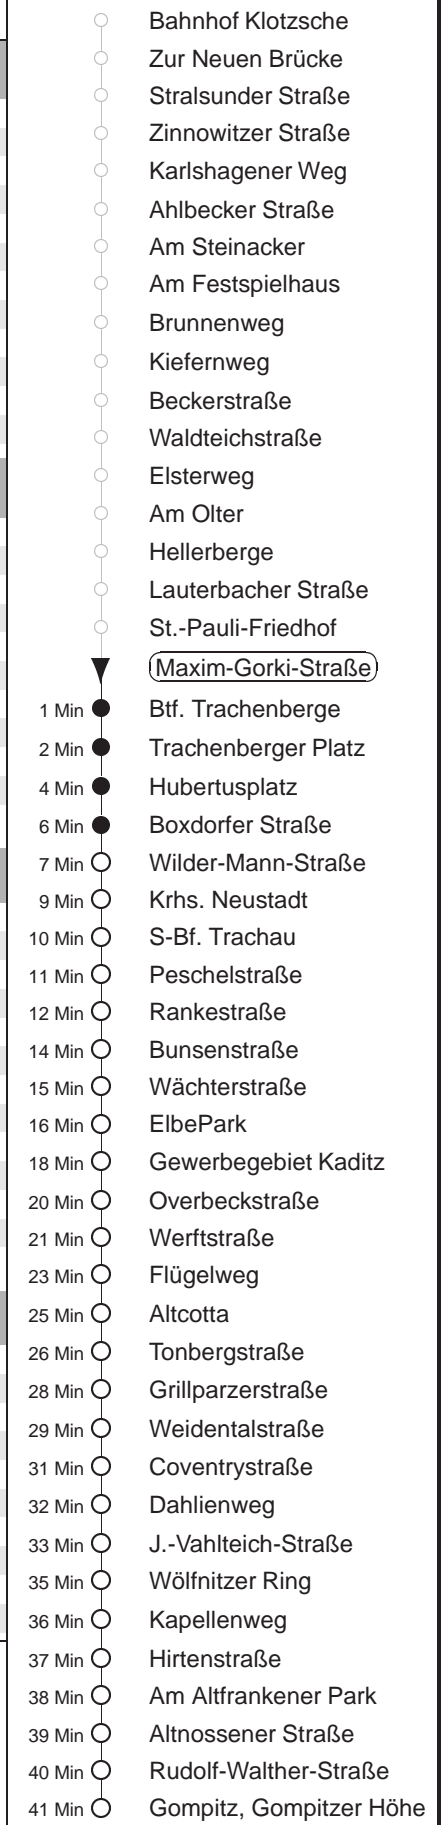 Bahnhof Klotzsche
Zur Neuen Brücke
Stralsunder Straße
Zinnowitzer Straße
Karlshagener Weg
Ahlbecker Straße
Am Steinacker
Am Festspielhaus
Brunnenweg
Kiefernweg
Beckerstraße
Waldteichstraße
Elsterweg
Am Olter
Hellerberge
Lauterbacher Straße
St.-Pauli-Friedhof
Maxim-Gorki-Straße
1 Min Btf. Trachenberge
2 Min Trachenberger Platz
4 Min Hubertusplatz
6 Min Boxdorfer Straße
7 Min Wilder-Mann-Straße
9 Min Krhs. Neustadt
10 Min S-Bf. Trachau
11 Min Peschelstraße
12 Min Rankestraße
14 Min Bunsenstraße
15 Min Wächterstraße
16 Min ElbePark
18 Min Gewerbegebiet Kaditz
20 Min Overbeckstraße
21 Min Werftstraße
23 Min Flügelweg
25 Min Altcotta
26 Min Tonbergstraße
28 Min Grillparzerstraße
29 Min Weidentalstraße
31 Min Coventrystraße
32 Min Dahlienweg
33 Min J.-Vahlteich-Straße
35 Min Wölfnitzer Ring
36 Min Kapellenweg
37 Min Hirtenstraße
38 Min Am Altfrankener Park
39 Min Altnossener Straße
40 Min Rudolf-Walther-Straße
41 Min Gompitz, Gompitzer Höhe